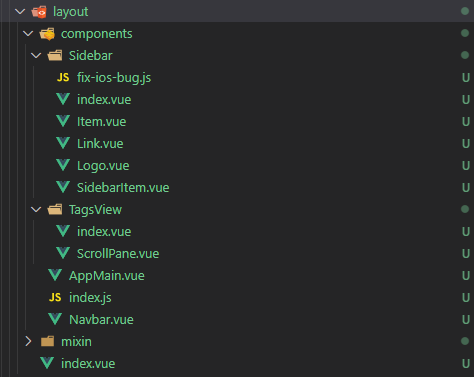 layout
components
Sidebar
JS fix-ios-bug.js U
index.vue U
Item.vue U
Link.vue U
Logo.vue U
SidebarItem.vue U
TagsView
index.vue U
ScrollPane.vue U
AppMain.vue U
JS index.js U
Navbar.vue U
mixin
index.vue U